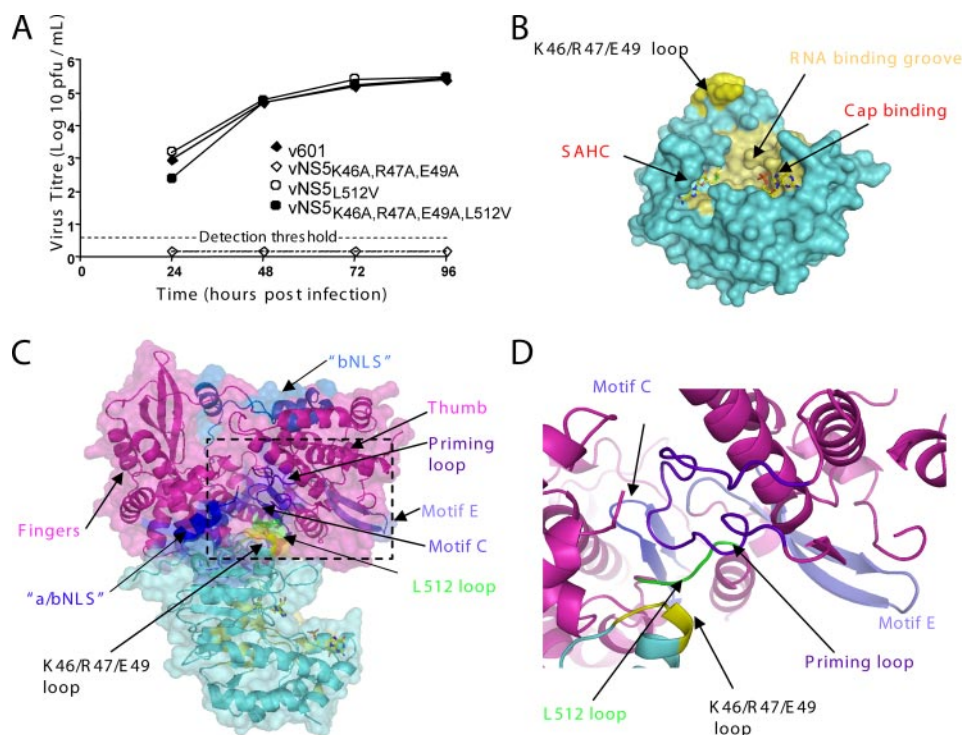 A
Virus Titre (Log 10 pfu / mL)
6
5
4
3
2
1
0
0
24
48
72
96
Time (hours post infection)
v601
vNS5K46A,R47A,E49A
vNS5L512V
vNS5K46A,R47A,E49A,L512V
Detection threshold
B
K46/R47/E49 loop
RNA binding groove
Cap binding
SAHC
C
"bNLS"
Thumb
Priming
loop
Fingers
Motif E
Motif C
"a/bNLS"
L512 loop
K46/R47/E49
loop
D
Motif C
Motif E
Priming loop
L512 loop
K46/R47/E49
loop